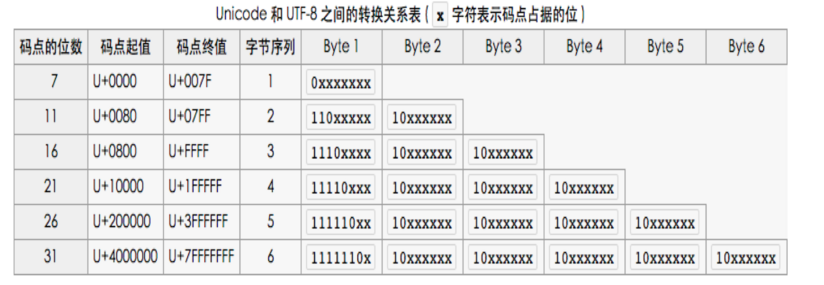 Unicode 和 UTF-8 之间的转换关系表 ( x 字符表示码点占据的位 )
码点的位数 码点起值 码点终值 字节序列 Byte 1 Byte 2 Byte 3 Byte 4 Byte 5 Byte 6
7 U+0000 U+007F 1 0xxxxxxx
11 U+0080 U+07FF 2 110xxxxx 10xxxxxx
16 U+0800 U+FFFF 3 1110xxxx 10xxxxxx 10xxxxxx
21 U+10000 U+1FFFFF 4 11110xxx 10xxxxxx 10xxxxxx 10xxxxxx
26 U+200000 U+3FFFFFF 5 111110xx 10xxxxxx 10xxxxxx 10xxxxxx 10xxxxxx
31 U+4000000 U+7FFFFFFF 6 1111110x 10xxxxxx 10xxxxxx 10xxxxxx 10xxxxxx 10xxxxxx